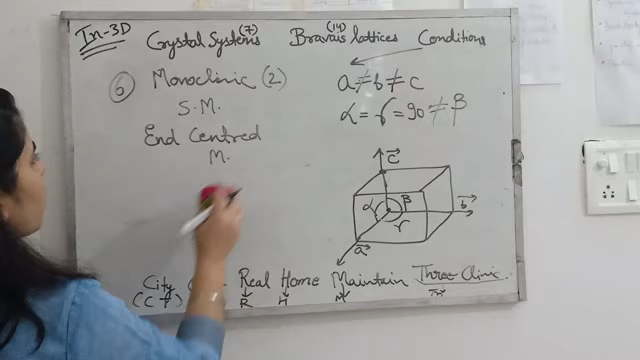 In-3D Crystal Systems (7) Bravais lattices (14) Conditions
⑥ Monoclinic (2) a ≠ b ≠ c
S.M. α = γ = 90 ≠ β
End Centred
M.
c
α β b
γ
a
City Real Home Maintain Three Clinic.
(C T) R H M Tri